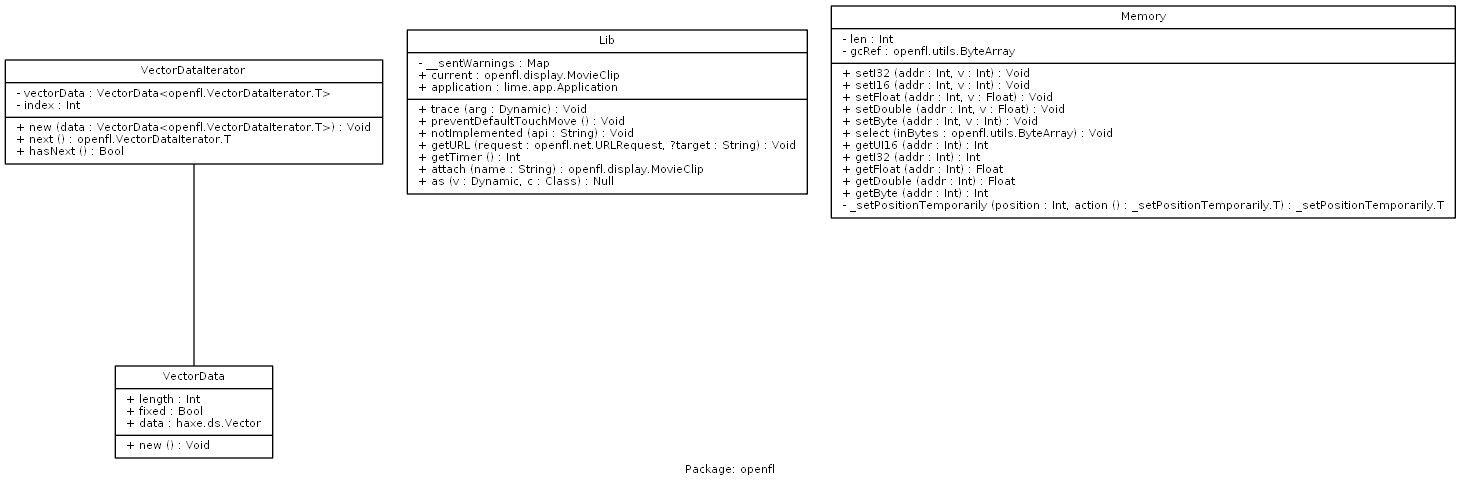 VectorDataIterator
- vectorData : VectorData<openfl.VectorDataIterator.T>
- index : Int
+ new (data : VectorData<openfl.VectorDataIterator.T>) : Void
+ next () : openfl.VectorDataIterator.T
+ hasNext () : Bool
Lib
- __sentWarnings : Map
+ current : openfl.display.MovieClip
+ application : lime.app.Application
+ trace (arg : Dynamic) : Void
+ preventDefaultTouchMove () : Void
+ notImplemented (api : String) : Void
+ getURL (request : openfl.net.URLRequest, ?target : String) : Void
+ getTimer () : Int
+ attach (name : String) : openfl.display.MovieClip
+ as (v : Dynamic, c : Class) : Null
Memory
- len : Int
- gcRef : openfl.utils.ByteArray
+ setI32 (addr : Int, v : Int) : Void
+ setI16 (addr : Int, v : Int) : Void
+ setFloat (addr : Int, v : Float) : Void
+ setDouble (addr : Int, v : Float) : Void
+ setByte (addr : Int, v : Int) : Void
+ select (inBytes : openfl.utils.ByteArray) : Void
+ getUI16 (addr : Int) : Int
+ getI32 (addr : Int) : Int
+ getFloat (addr : Int) : Float
+ getDouble (addr : Int) : Float
+ getByte (addr : Int) : Int
- _setPositionTemporarily (position : Int, action () : _setPositionTemporarily.T) : _setPositionTemporarily.T
VectorData
+ length : Int
+ fixed : Bool
+ data : haxe.ds.Vector
+ new () : Void
Package: openfl